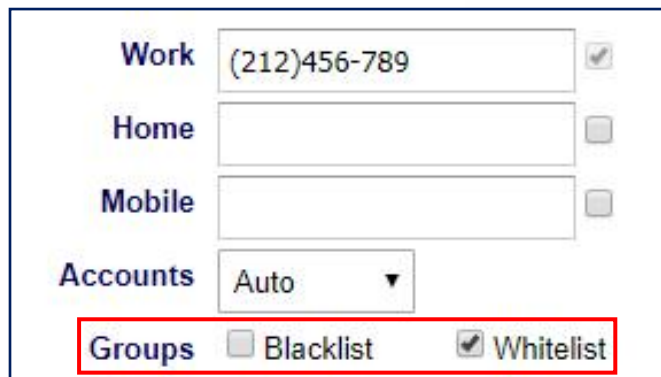 Work (212)456-789
Home
Mobile
Accounts Auto
Groups Blacklist Whitelist